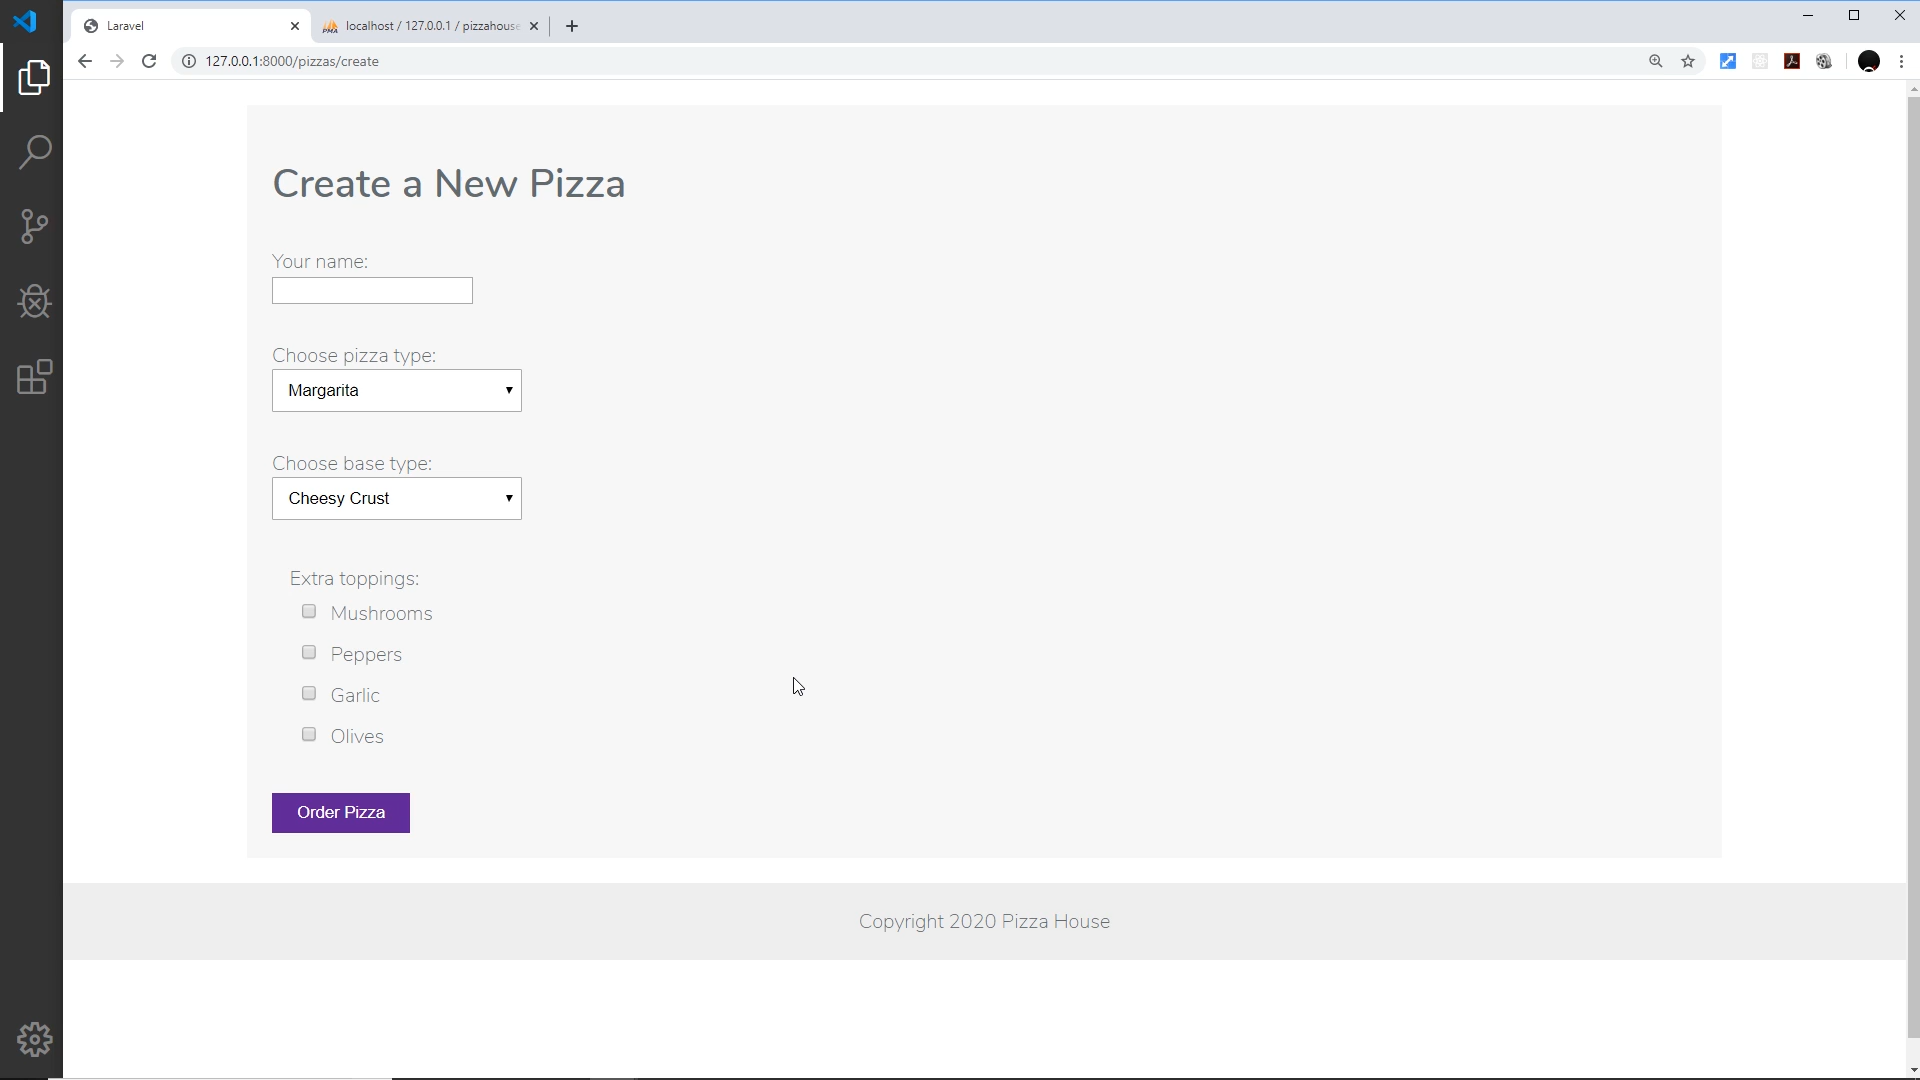 Laravel
localhost / 127.0.0.1 / pizzahouse
127.0.0.1:8000/pizzas/create
Create a New Pizza
Your name:
Choose pizza type:
Margarita
Choose base type:
Cheesy Crust
Extra toppings:
Mushrooms
Peppers
Garlic
Olives
Order Pizza
Copyright 2020 Pizza House